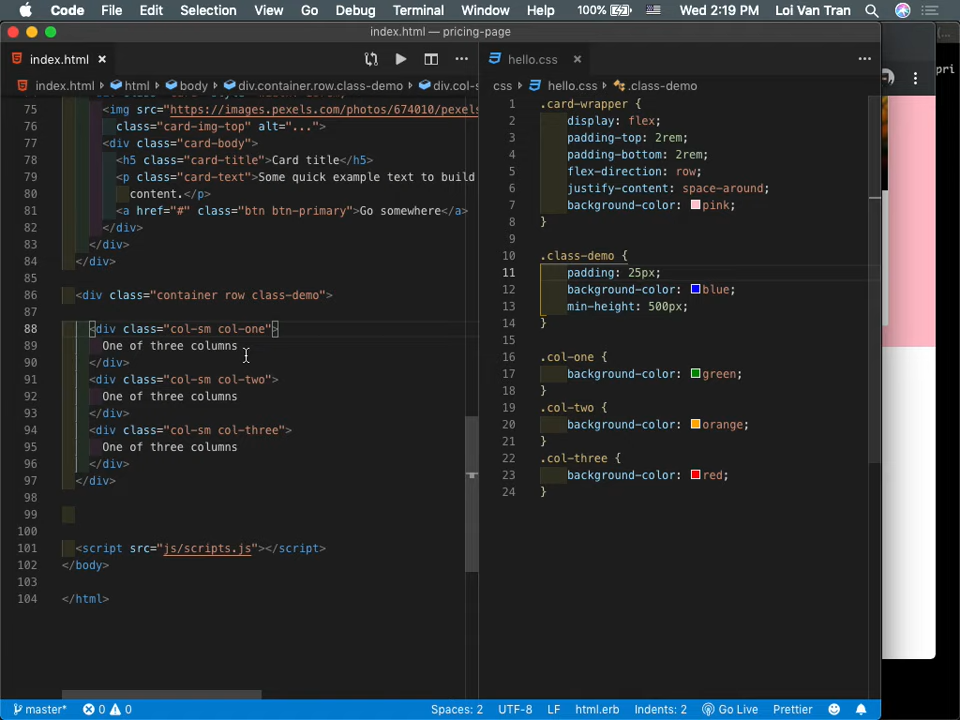 Code File Edit Selection View Go Debug Terminal Window Help 100% Wed 2:19 PM Loi Van Tran
index.html — pricing-page
index.html
hello.css
index.html › html › body › div.container.row.class-demo › div.col-s
css › hello.css › .class-demo
75 <img src="https://images.pexels.com/photos/674010/pexels
76 class="card-img-top" alt="...">
77 <div class="card-body">
78 <h5 class="card-title">Card title</h5>
79 <p class="card-text">Some quick example text to build
80 content.</p>
81 <a href="#" class="btn btn-primary">Go somewhere</a>
82 </div>
83 </div>
84 </div>
85
86 <div class="container row class-demo">
87
88 <div class="col-sm col-one">
89 One of three columns
90 </div>
91 <div class="col-sm col-two">
92 One of three columns
93 </div>
94 <div class="col-sm col-three">
95 One of three columns
96 </div>
97 </div>
98
99
100
101 <script src="js/scripts.js"></script>
102 </body>
103
104 </html>
1 .card-wrapper {
2 display: flex;
3 padding-top: 2rem;
4 padding-bottom: 2rem;
5 flex-direction: row;
6 justify-content: space-around;
7 background-color: pink;
8 }
9
10 .class-demo {
11 padding: 25px;
12 background-color: blue;
13 min-height: 500px;
14 }
15
16 .col-one {
17 background-color: green;
18 }
19 .col-two {
20 background-color: orange;
21 }
22 .col-three {
23 background-color: red;
24 }
pri
master* 0 0 Spaces: 2 UTF-8 LF html.erb Indents: 2 Go Live Prettier